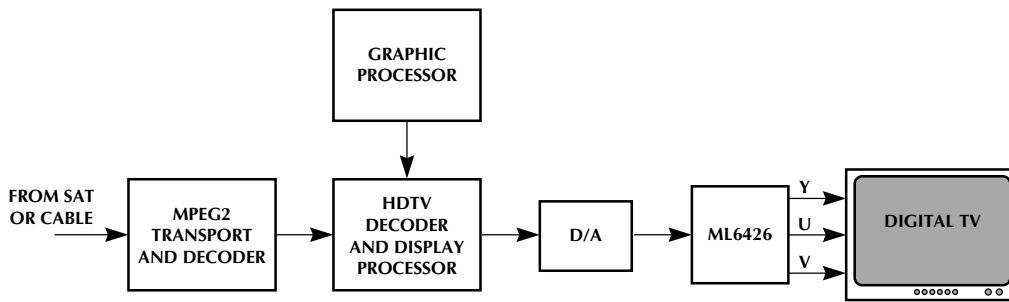 GRAPHIC
PROCESSOR
FROM SAT
OR CABLE
MPEG2
TRANSPORT
AND DECODER
HDTV
DECODER
AND DISPLAY
PROCESSOR
D/A
ML6426
Y
U
V
DIGITAL TV